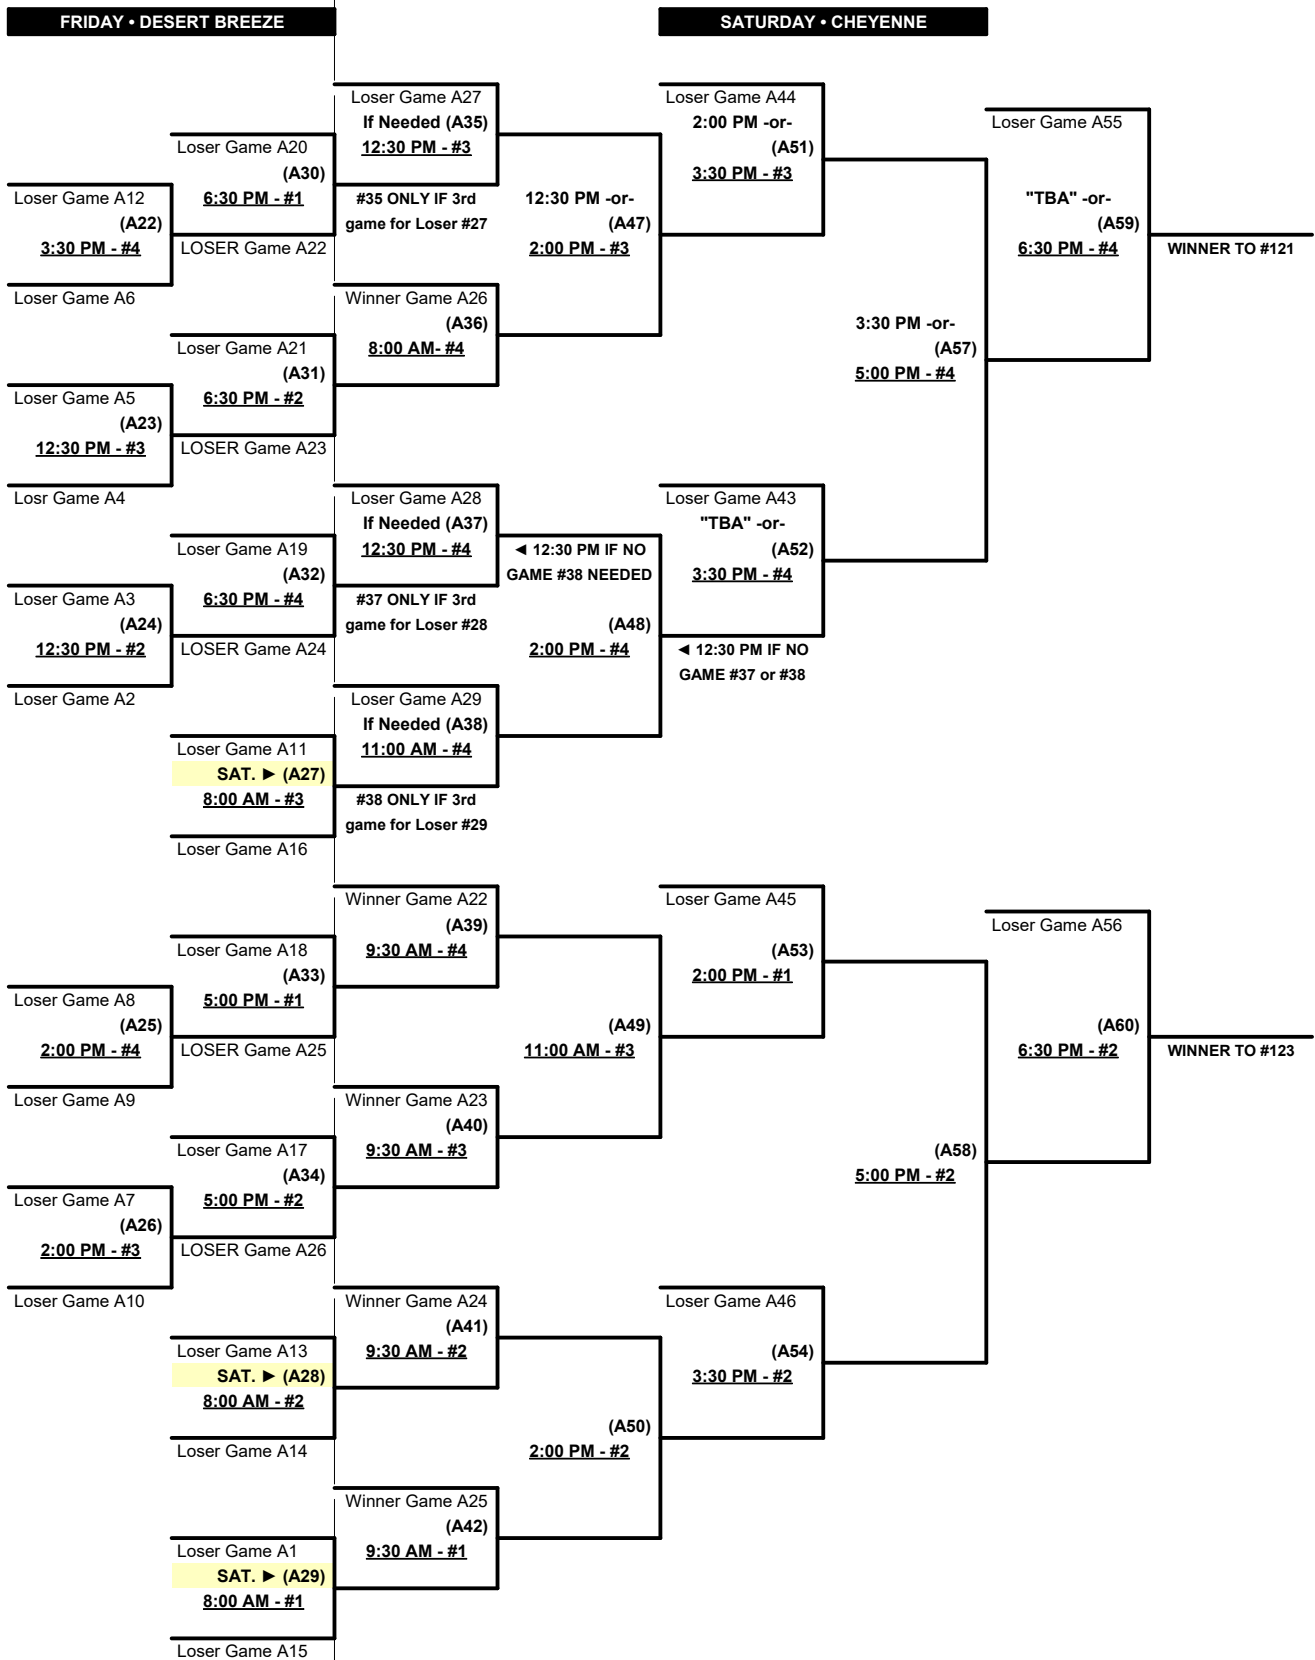 FRIDAY • DESERT BREEZE
SATURDAY • CHEYENNE
Loser Game A27
If Needed (A35)
12:30 PM - #3
#35 ONLY IF 3rd
game for Loser #27
Loser Game A44
2:00 PM -or-
(A51)
3:30 PM - #3
Loser Game A55
"TBA" -or-
(A59)
6:30 PM - #4
WINNER TO #121
Loser Game A20
(A30)
6:30 PM - #1
LOSER Game A22
Loser Game A12
(A22)
3:30 PM - #4
Loser Game A6
12:30 PM -or-
(A47)
2:00 PM - #3
Winner Game A26
(A36)
8:00 AM- #4
3:30 PM -or-
(A57)
5:00 PM - #4
Loser Game A21
(A31)
6:30 PM - #2
LOSER Game A23
Loser Game A5
(A23)
12:30 PM - #3
Losr Game A4
Loser Game A28
If Needed (A37)
12:30 PM - #4
#37 ONLY IF 3rd
game for Loser #28
◄ 12:30 PM IF NO
GAME #38 NEEDED
(A48)
2:00 PM - #4
Loser Game A43
"TBA" -or-
(A52)
3:30 PM - #4
◄ 12:30 PM IF NO
GAME #37 or #38
Loser Game A19
(A32)
6:30 PM - #4
LOSER Game A24
Loser Game A3
(A24)
12:30 PM - #2
Loser Game A2
Loser Game A29
If Needed (A38)
11:00 AM - #4
#38 ONLY IF 3rd
game for Loser #29
Loser Game A11
SAT. ► (A27)
8:00 AM - #3
Loser Game A16
Winner Game A22
(A39)
9:30 AM - #4
Loser Game A45
(A53)
2:00 PM - #1
Loser Game A56
(A60)
6:30 PM - #2
WINNER TO #123
Loser Game A18
(A33)
5:00 PM - #1
LOSER Game A25
Loser Game A8
(A25)
2:00 PM - #4
Loser Game A9
(A49)
11:00 AM - #3
Winner Game A23
(A40)
9:30 AM - #3
Loser Game A17
(A34)
5:00 PM - #2
LOSER Game A26
Loser Game A7
(A26)
2:00 PM - #3
Loser Game A10
(A58)
5:00 PM - #2
Winner Game A24
(A41)
9:30 AM - #2
Loser Game A46
(A54)
3:30 PM - #2
Loser Game A13
SAT. ► (A28)
8:00 AM - #2
Loser Game A14
(A50)
2:00 PM - #2
Winner Game A25
(A42)
9:30 AM - #1
Loser Game A1
SAT. ► (A29)
8:00 AM - #1
Loser Game A15